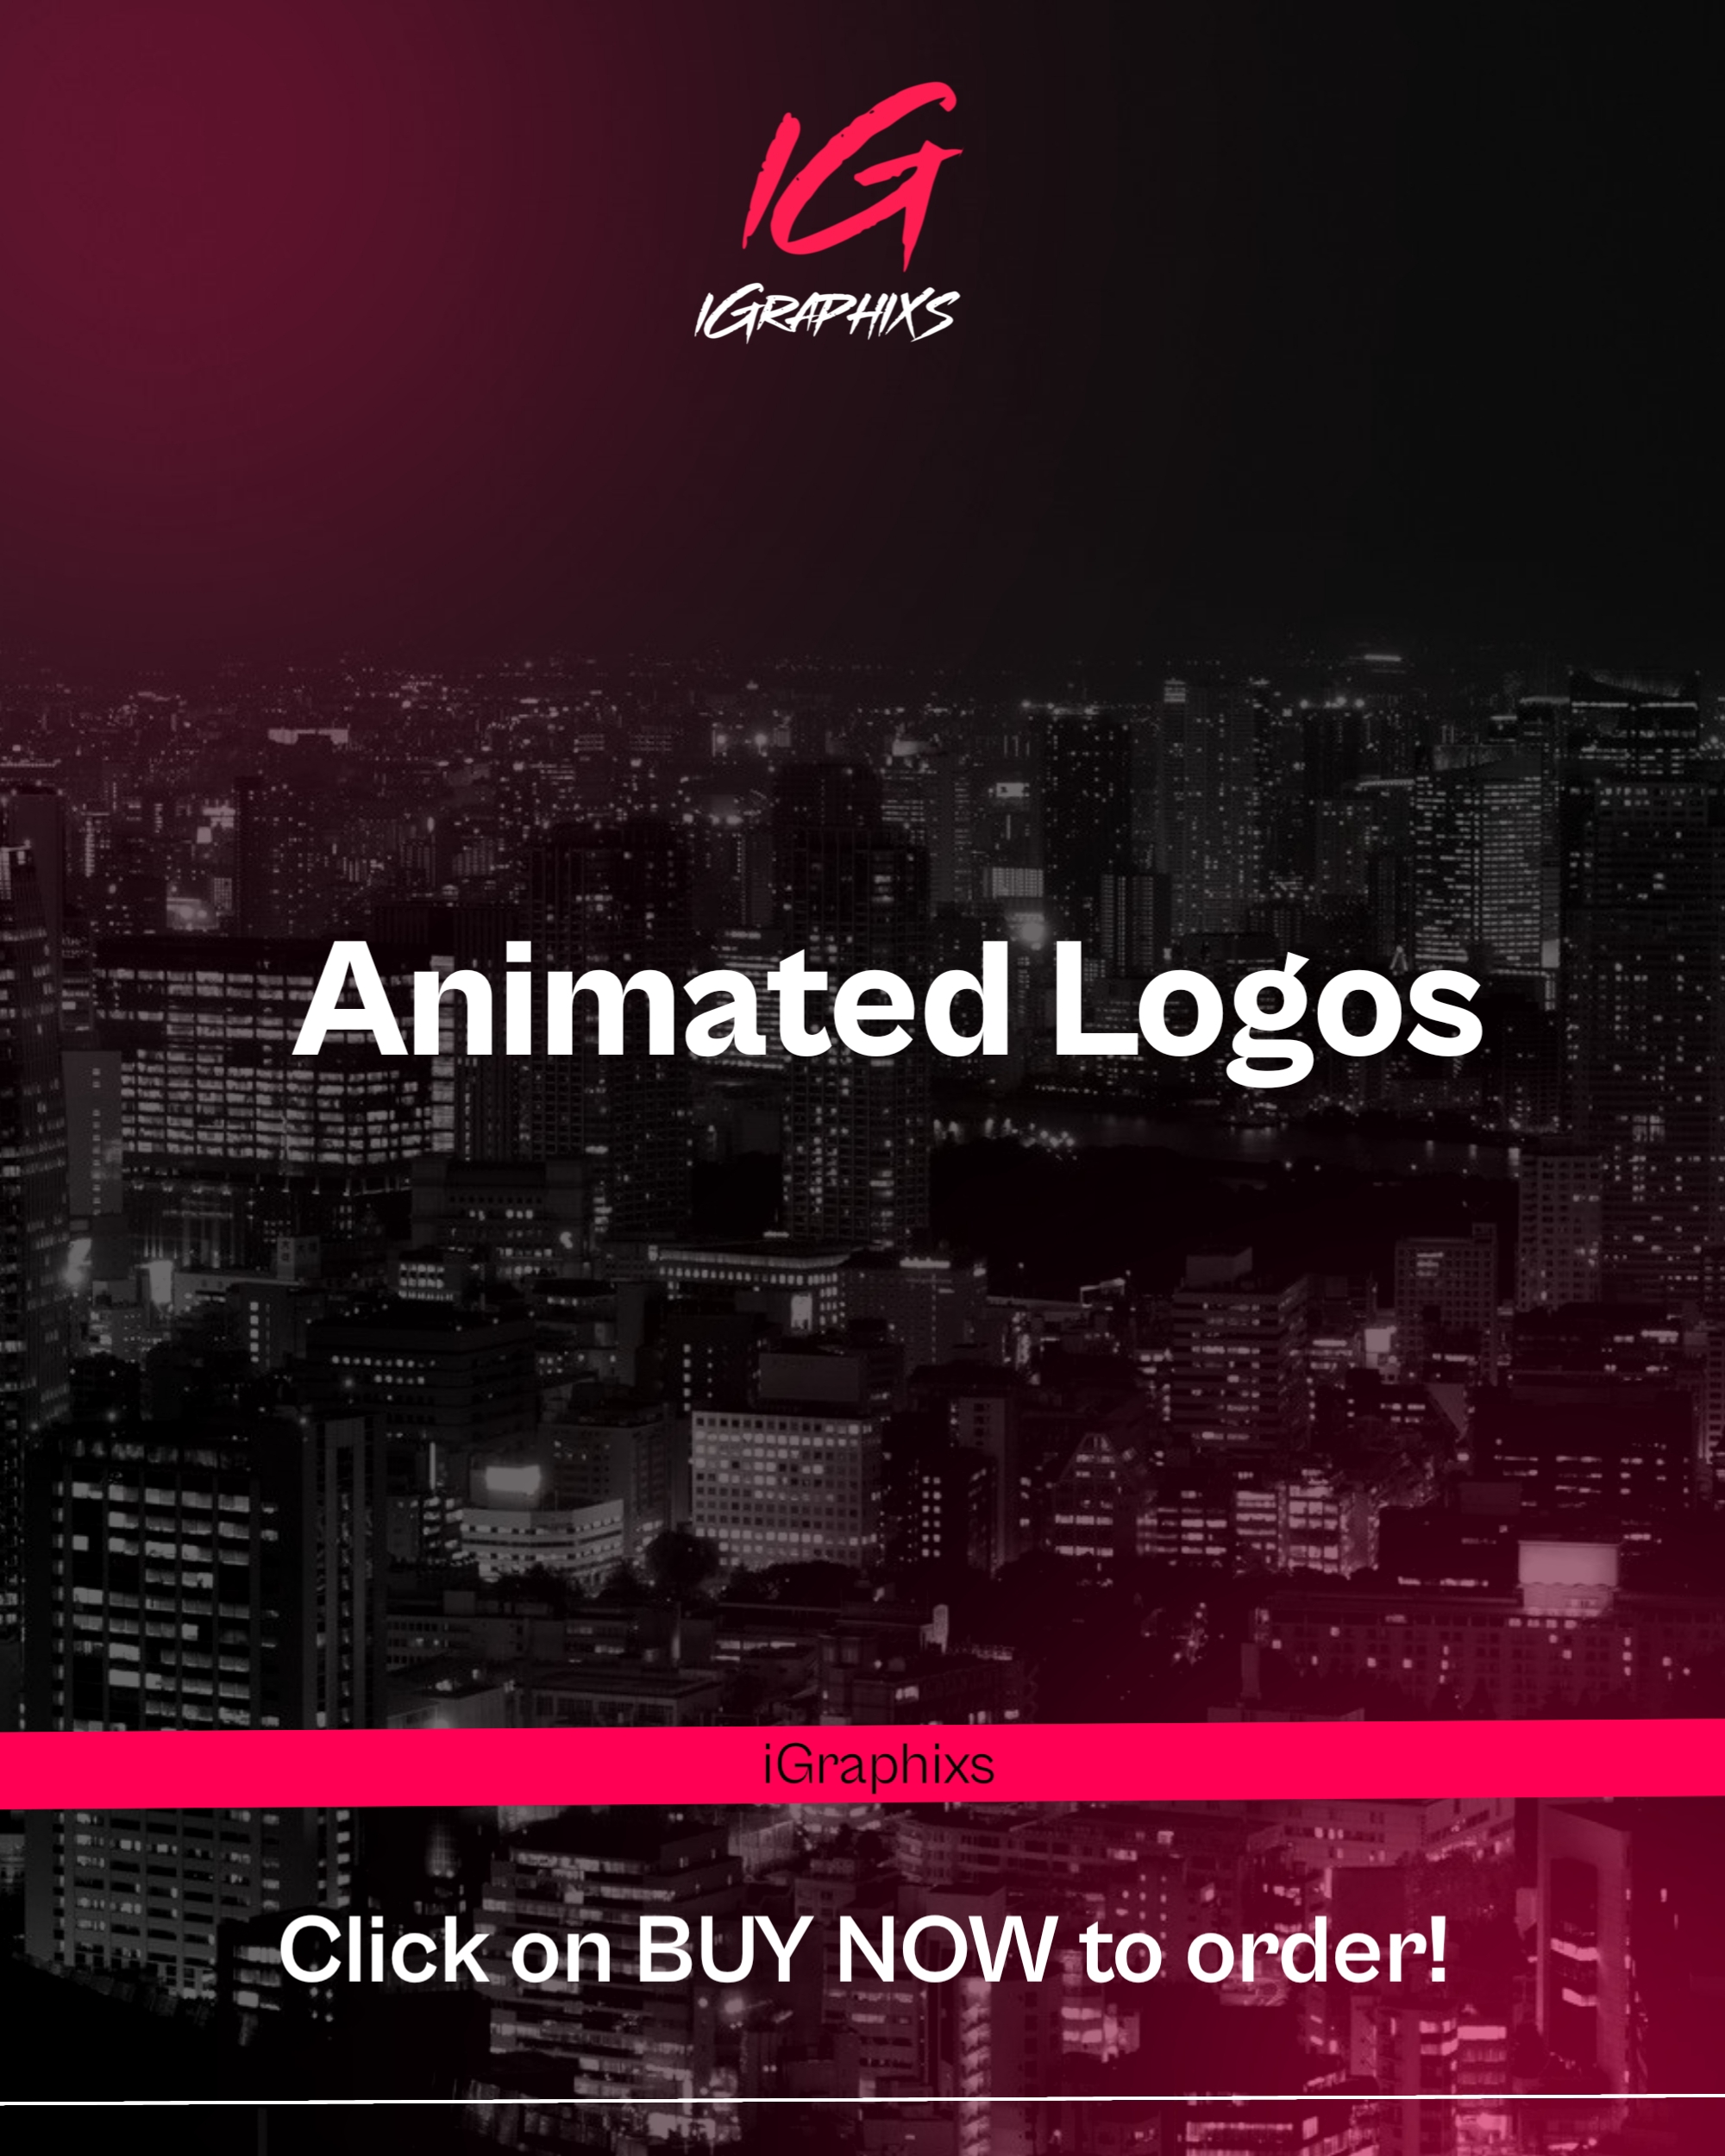 IG
IGRAPHIXS
Animated Logos
iGraphixs
Click on BUY NOW to order!